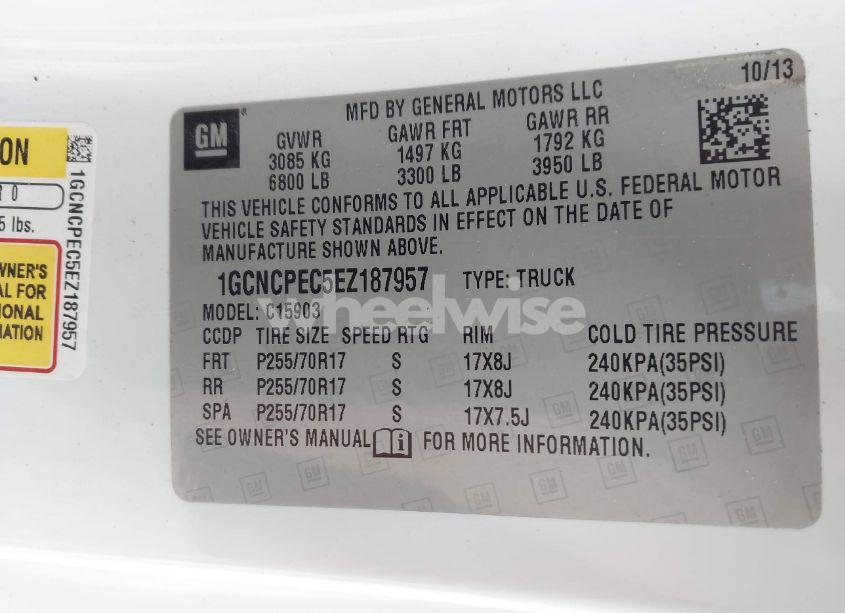 10/13
MFD BY GENERAL MOTORS LLC
GM
GVWR GAWR FRT GAWR RR
3085 KG 1497 KG 1792 KG
6800 LB 3300 LB 3950 LB
THIS VEHICLE CONFORMS TO ALL APPLICABLE U.S. FEDERAL MOTOR
VEHICLE SAFETY STANDARDS IN EFFECT ON THE DATE OF
MANUFACTURE SHOWN ABOVE.
1GCNCPEC5EZ187957 TYPE: TRUCK
MODEL: C15903
wheelwise
CCDP TIRE SIZE SPEED RTG RIM COLD TIRE PRESSURE
FRT P255/70R17 S 17X8J 240KPA(35PSI)
RR P255/70R17 S 17X8J 240KPA(35PSI)
SPA P255/70R17 S 17X7.5J 240KPA(35PSI)
SEE OWNER'S MANUAL FOR MORE INFORMATION.
ON
R 0
5 lbs.
WNER'S
AL FOR
IONAL
MATION
1GCNCPEC5EZ187957